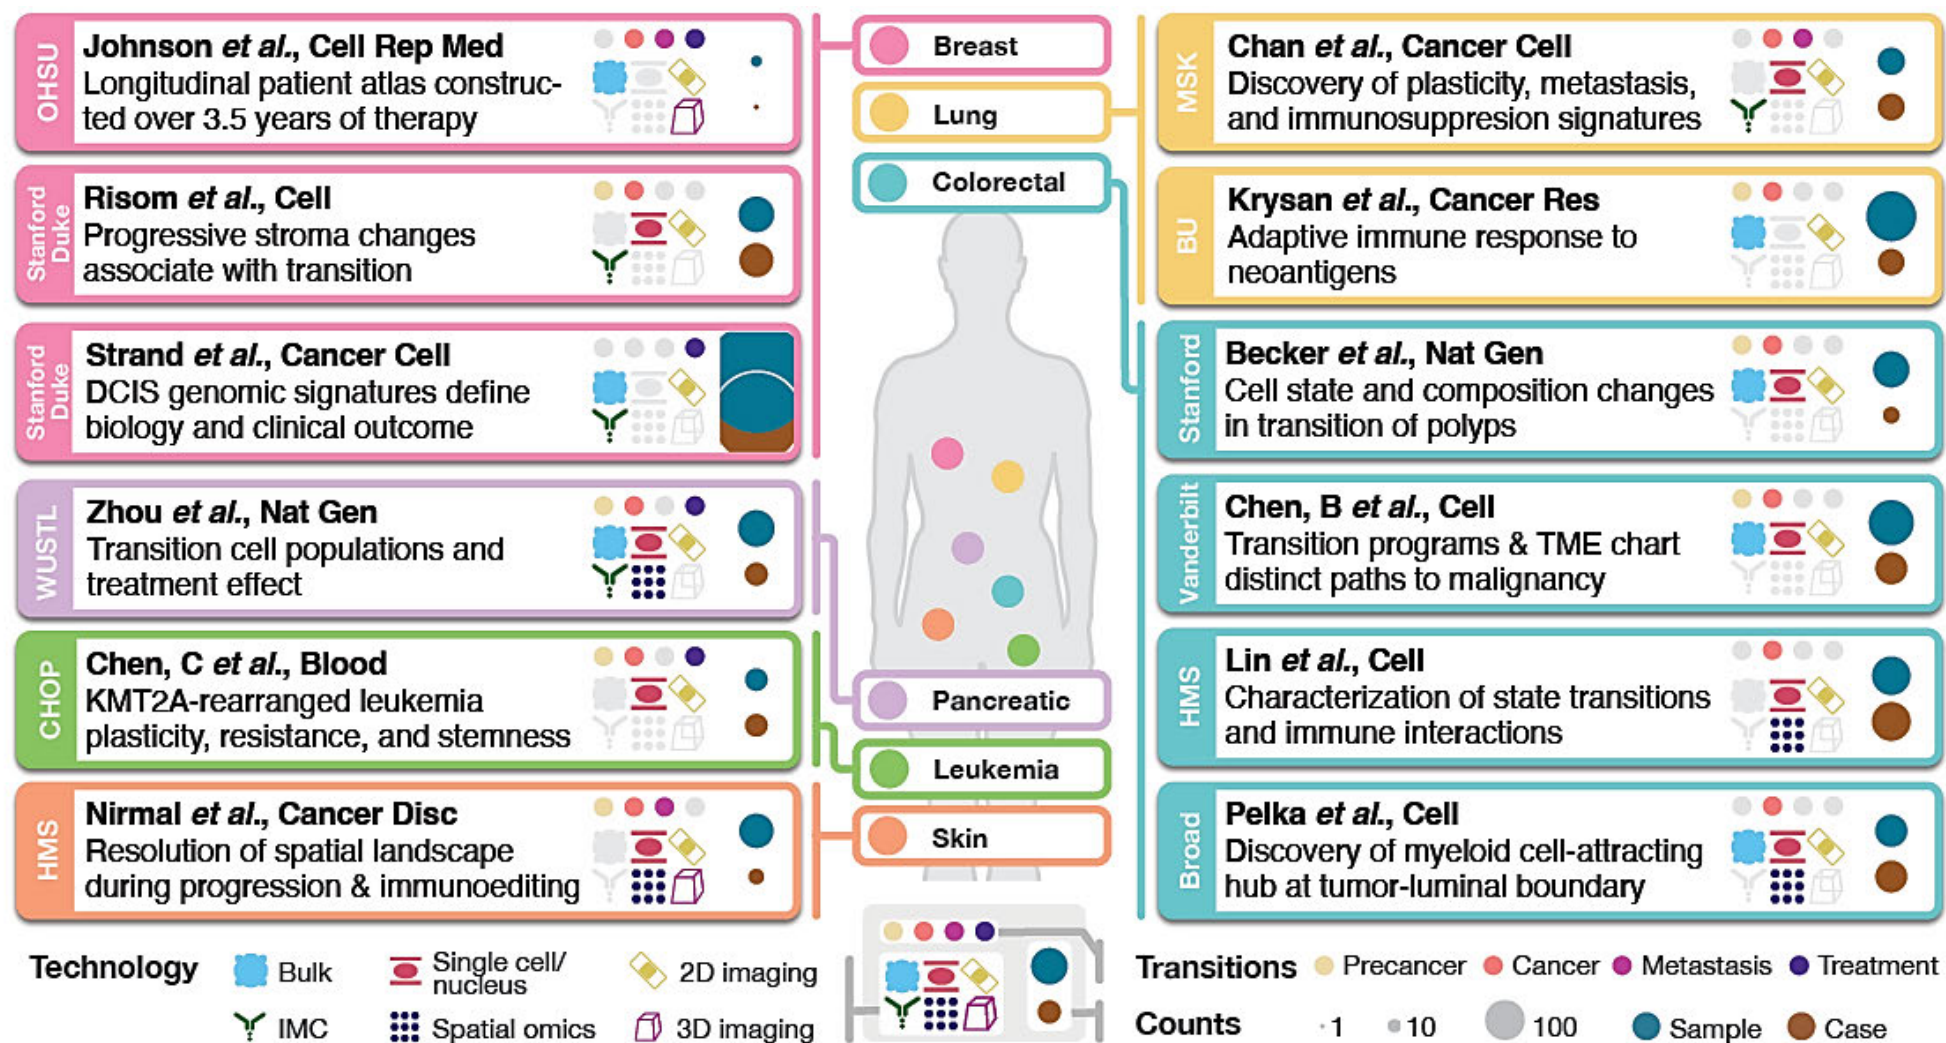 OHSU
Johnson et al., Cell Rep Med
Longitudinal patient atlas construc-
ted over 3.5 years of therapy
Stanford
Duke
Risom et al., Cell
Progressive stroma changes
associate with transition
Stanford
Duke
Strand et al., Cancer Cell
DCIS genomic signatures define
biology and clinical outcome
WUSTL
Zhou et al., Nat Gen
Transition cell populations and
treatment effect
CHOP
Chen, C et al., Blood
KMT2A-rearranged leukemia
plasticity, resistance, and stemness
HMS
Nirmal et al., Cancer Disc
Resolution of spatial landscape
during progression & immunoediting
Breast
Lung
Colorectal
Pancreatic
Leukemia
Skin
MSK
Chan et al., Cancer Cell
Discovery of plasticity, metastasis,
and immunosuppresion signatures
BU
Krysan et al., Cancer Res
Adaptive immune response to
neoantigens
Stanford
Becker et al., Nat Gen
Cell state and composition changes
in transition of polyps
Vanderbilt
Chen, B et al., Cell
Transition programs & TME chart
distinct paths to malignancy
HMS
Lin et al., Cell
Characterization of state transitions
and immune interactions
Broad
Pelka et al., Cell
Discovery of myeloid cell-attracting
hub at tumor-luminal boundary
Technology
Bulk
Single cell/
nucleus
2D imaging
IMC
Spatial omics
3D imaging
Transitions Precancer Cancer Metastasis Treatment
Counts 1 10 100 Sample Case